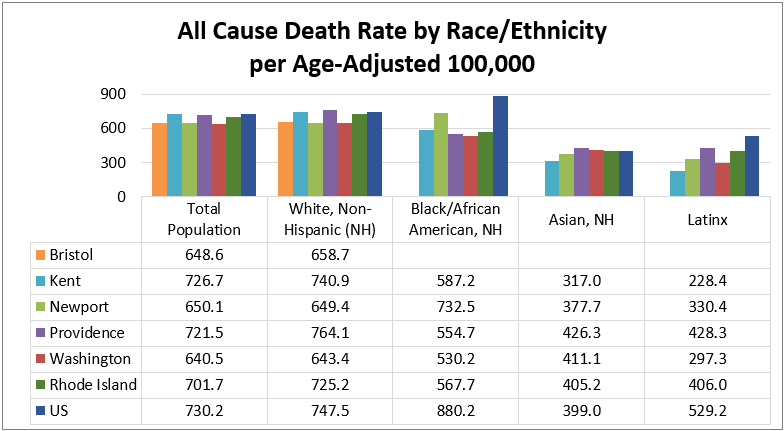 All Cause Death Rate by Race/Ethnicity
per Age-Adjusted 100,000
900
600
300
0
Total Population
White, Non-Hispanic (NH)
Black/African American, NH
Asian, NH
Latinx
Bristol 648.6 658.7
Kent 726.7 740.9 587.2 317.0 228.4
Newport 650.1 649.4 732.5 377.7 330.4
Providence 721.5 764.1 554.7 426.3 428.3
Washington 640.5 643.4 530.2 411.1 297.3
Rhode Island 701.7 725.2 567.7 405.2 406.0
US 730.2 747.5 880.2 399.0 529.2